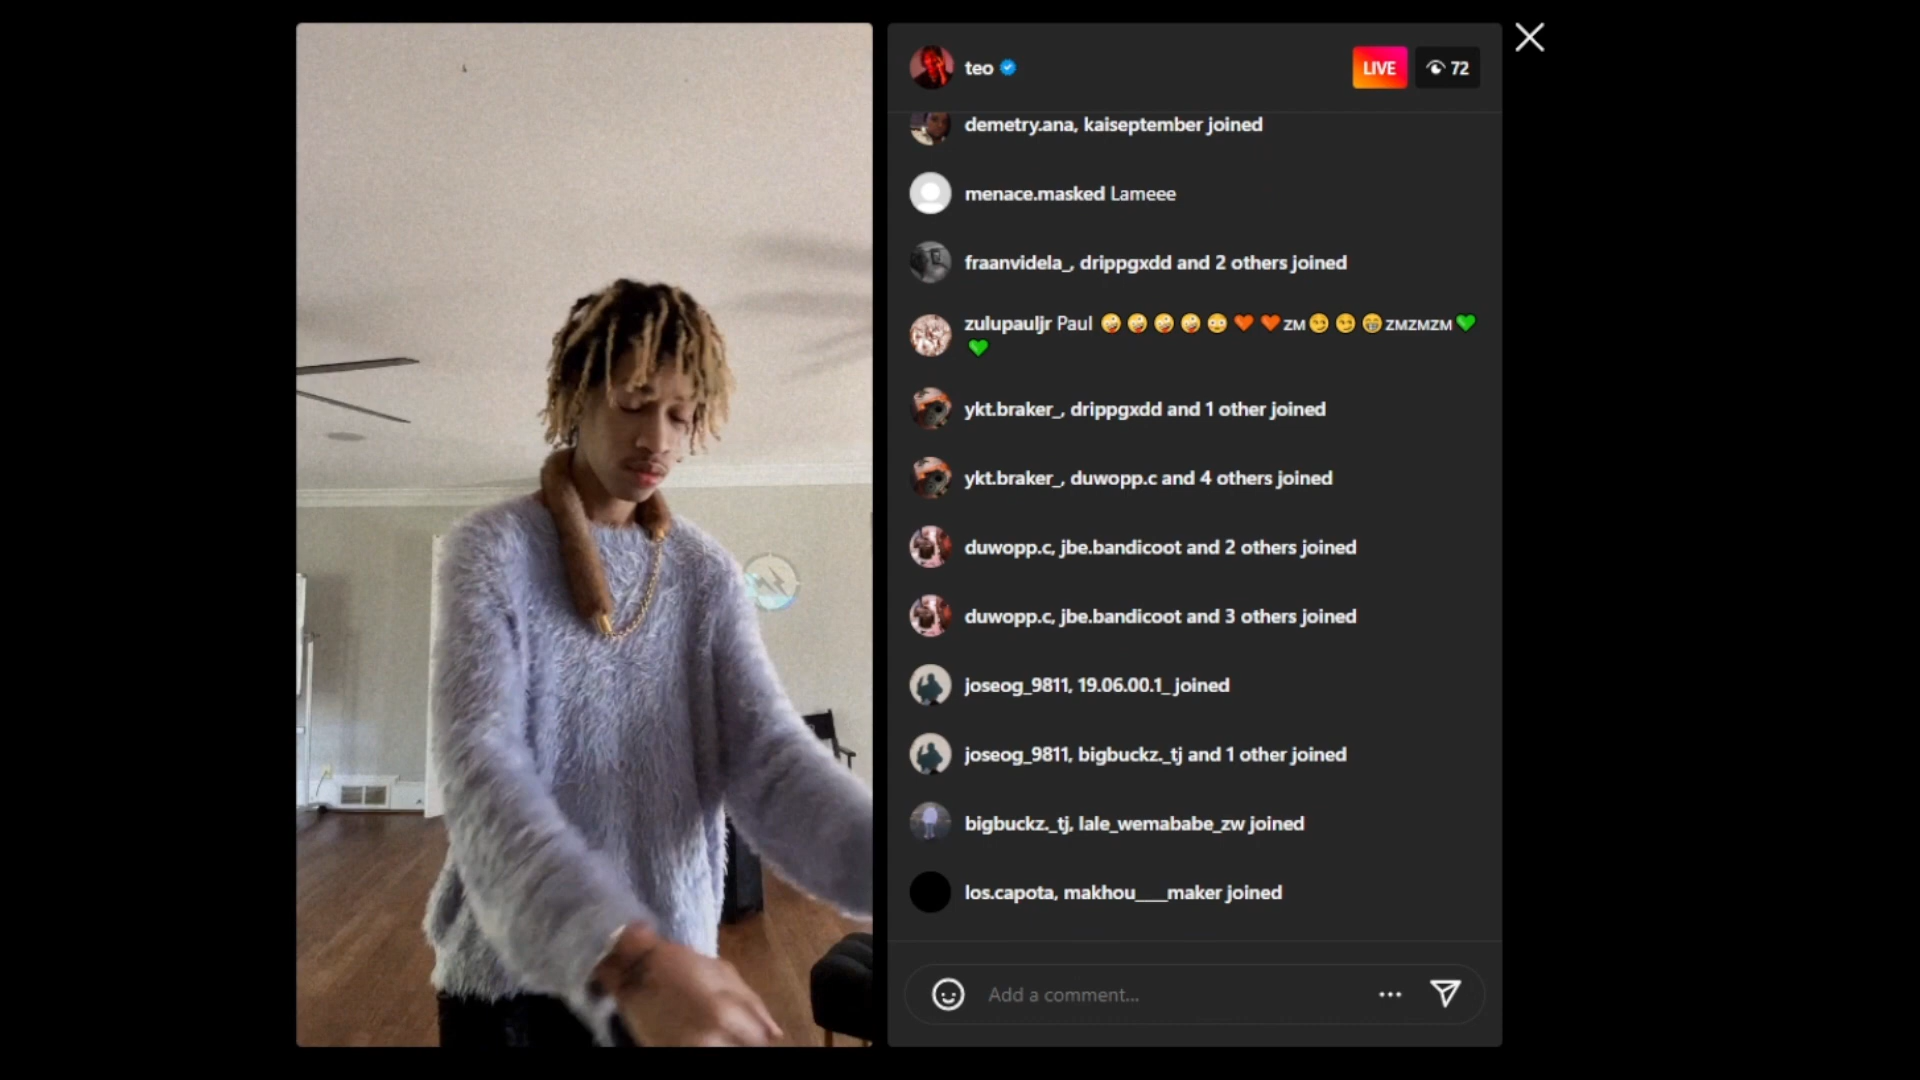 teo
LIVE
72
demetry.ana, kaiseptember joined
menace.masked Lameee
fraanvidela_, drippgxdd and 2 others joined
zulupauljr Paul 🤪🤪🤪🤪😳🧡🧡ZM😏😏😭ZMZMZM💚
💚
ykt.braker_, drippgxdd and 1 other joined
ykt.braker_, duwopp.c and 4 others joined
duwopp.c, jbe.bandicoot and 2 others joined
duwopp.c, jbe.bandicoot and 3 others joined
joseog_9811, 19.06.00.1_ joined
joseog_9811, bigbuckz._tj and 1 other joined
bigbuckz._tj, lale_wemababe_zw joined
los.capota, makhou___maker joined
Add a comment...